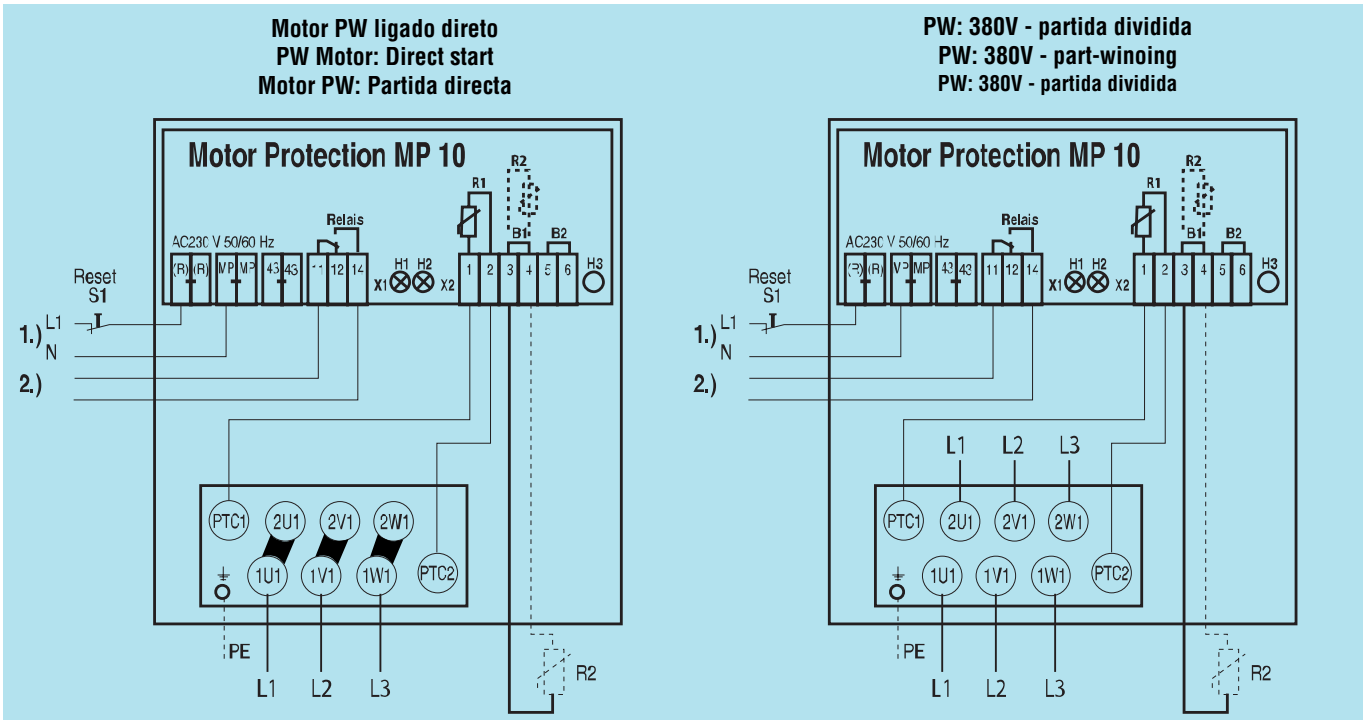 Motor PW ligado direto
PW Motor: Direct start
Motor PW: Partida directa
Motor Protection MP 10
R2
R1
Relais
B1 B2
AC230 V 50/60 Hz
(R) (R) MP MP 43 43 11 12 14 X1 H1 H2 X2 1 2 3 4 5 6 H3
Reset
S1
1.) L1
N
2.)
PTC1 2U1 2V1 2W1
1U1 1V1 1W1 PTC2
PE
L1 L2 L3
R2
PW: 380V - partida dividida
PW: 380V - part-winoing
PW: 380V - partida dividida
Motor Protection MP 10
R2
R1
Relais
B1 B2
AC230 V 50/60 Hz
(R) (R) MP MP 43 43 11 12 14 X1 H1 H2 X2 1 2 3 4 5 6 H3
Reset
S1
1.) L1
N
2.)
L1 L2 L3
PTC1 2U1 2V1 2W1
1U1 1V1 1W1 PTC2
PE
L1 L2 L3
R2